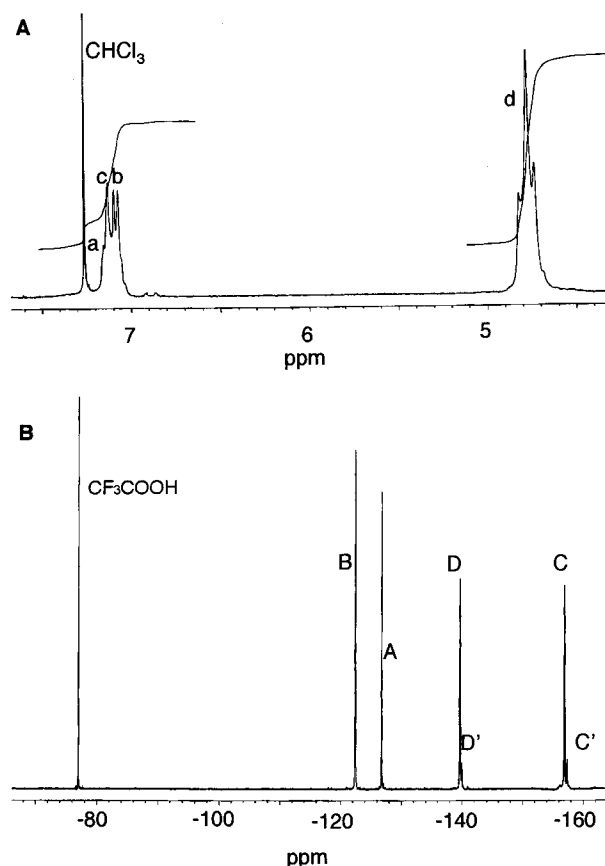 A
CHCl₃
d
c b
a
7 6 5
ppm
B
CF₃COOH
B
D
C
A
D'
C'
-80 -100 -120 -140 -160
ppm